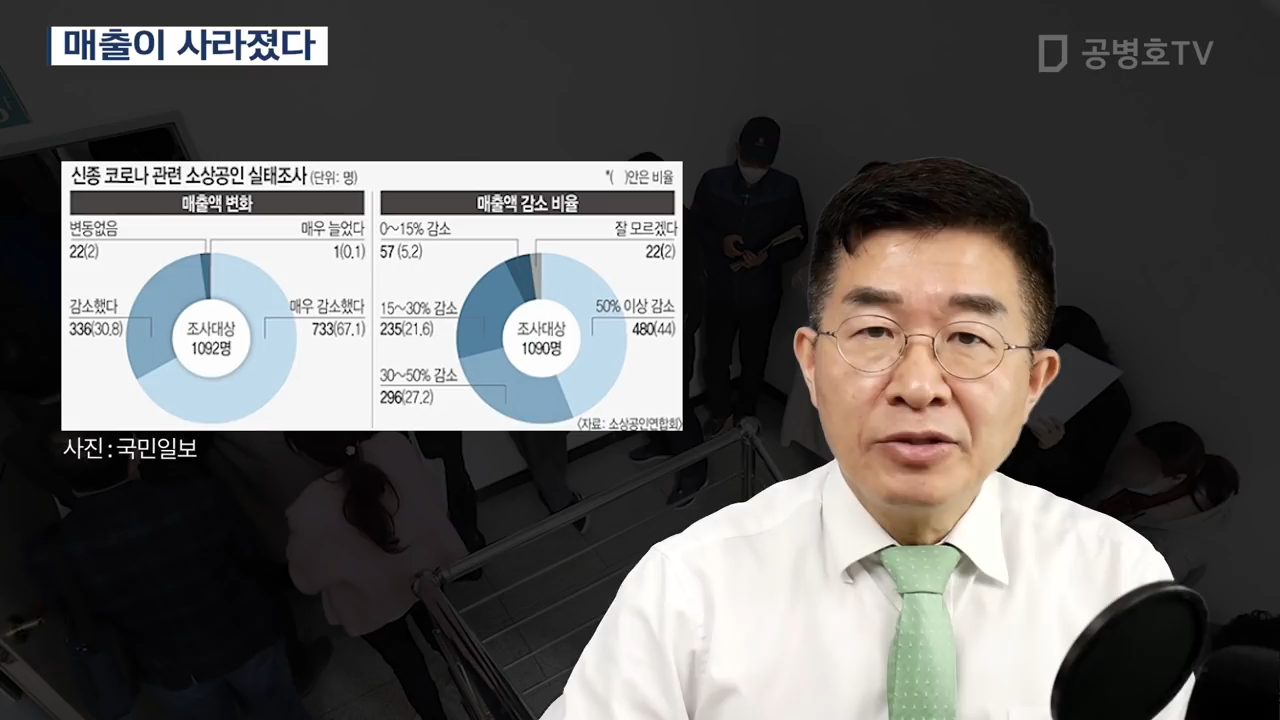 매출이 사라졌다
공병호TV
신종 코로나 관련 소상공인 실태조사 (단위: 명)
*( )안은 비율
매출액 변화
변동없음
22(2)
매우 늘었다
1(0.1)
감소했다
336(30.8)
매우 감소했다
733(67.1)
조사대상
1092명
매출액 감소 비율
0~15% 감소
57 (5.2)
잘 모르겠다
22(2)
15~30% 감소
235(21.6)
50% 이상 감소
480(44)
조사대상
1090명
30~50% 감소
296(27.2)
〈자료: 소상공인연합회〉
사진 : 국민일보